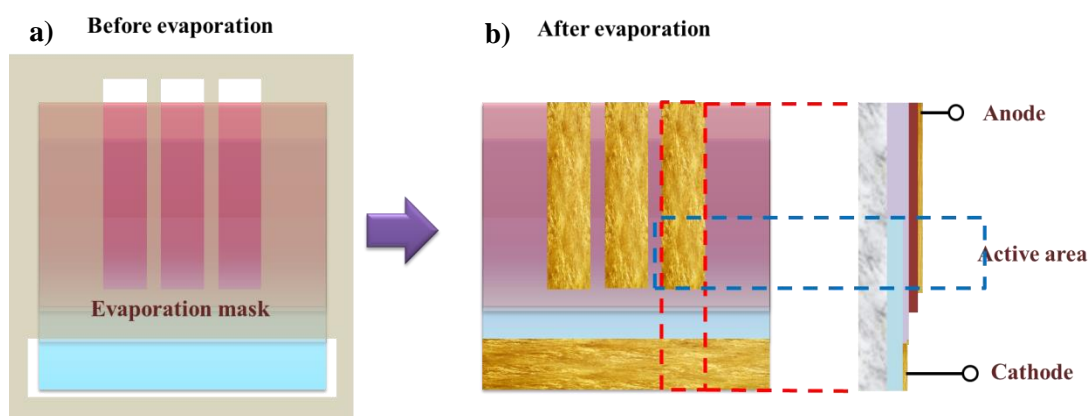 a) Before evaporation
b) After evaporation
Anode
Active area
Evaporation mask
Cathode